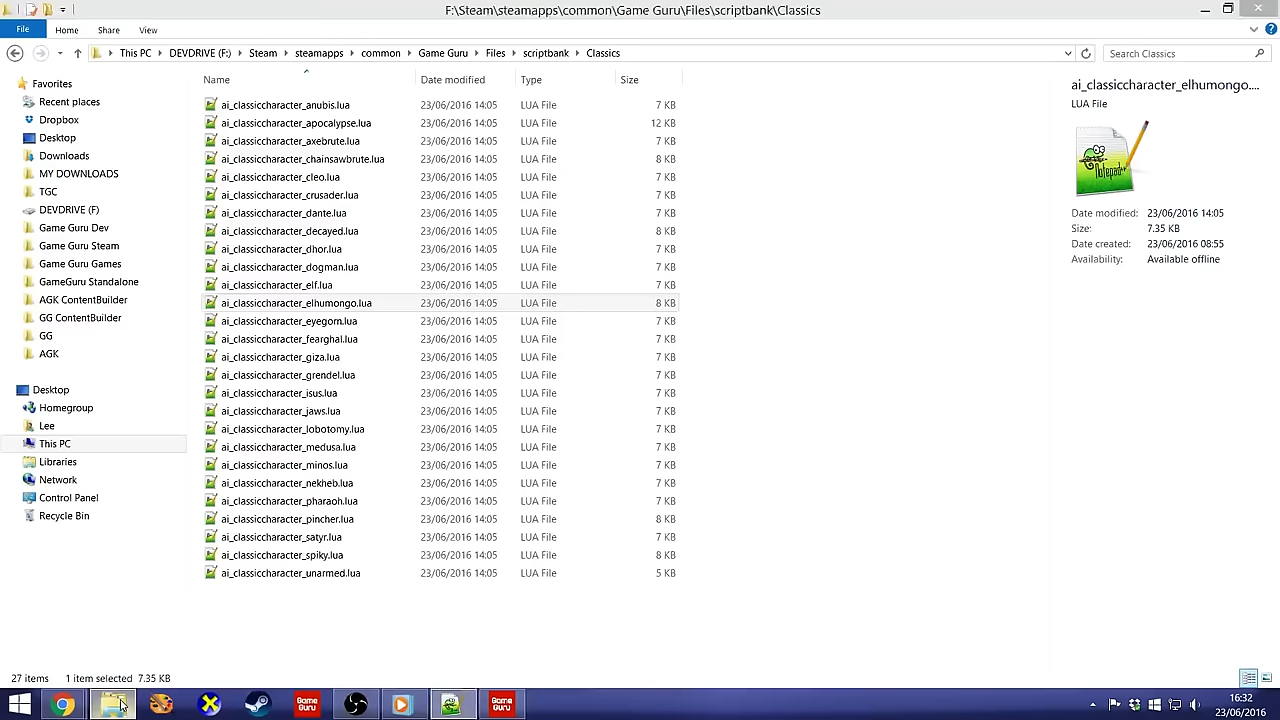 F:\Steam\steamapps\common\Game Guru\Files\scriptbank\Classics
File Home Share View
This PC DEVDRIVE (F:) Steam steamapps common Game Guru Files scriptbank Classics Search Classics
Name Date modified Type Size
Favorites
Recent places
Dropbox
Desktop
Downloads
MY DOWNLOADS
TGC
DEVDRIVE (F)
Game Guru Dev
Game Guru Steam
Game Guru Games
GameGuru Standalone
AGK ContentBuilder
GG ContentBuilder
GG
AGK
Desktop
Homegroup
Lee
This PC
Libraries
Network
Control Panel
Recycle Bin
ai_classiccharacter_anubis.lua 23/06/2016 14:05 LUA File 7 KB
ai_classiccharacter_apocalypse.lua 23/06/2016 14:05 LUA File 12 KB
ai_classiccharacter_axebrute.lua 23/06/2016 14:05 LUA File 7 KB
ai_classiccharacter_chainsawbrute.lua 23/06/2016 14:05 LUA File 8 KB
ai_classiccharacter_cleo.lua 23/06/2016 14:05 LUA File 7 KB
ai_classiccharacter_crusader.lua 23/06/2016 14:05 LUA File 7 KB
ai_classiccharacter_dante.lua 23/06/2016 14:05 LUA File 7 KB
ai_classiccharacter_decayed.lua 23/06/2016 14:05 LUA File 8 KB
ai_classiccharacter_dhor.lua 23/06/2016 14:05 LUA File 7 KB
ai_classiccharacter_dogman.lua 23/06/2016 14:05 LUA File 7 KB
ai_classiccharacter_elf.lua 23/06/2016 14:05 LUA File 7 KB
ai_classiccharacter_elhumongo.lua 23/06/2016 14:05 LUA File 8 KB
ai_classiccharacter_eyegorn.lua 23/06/2016 14:05 LUA File 7 KB
ai_classiccharacter_fearghal.lua 23/06/2016 14:05 LUA File 7 KB
ai_classiccharacter_giza.lua 23/06/2016 14:05 LUA File 7 KB
ai_classiccharacter_grendel.lua 23/06/2016 14:05 LUA File 7 KB
ai_classiccharacter_isus.lua 23/06/2016 14:05 LUA File 7 KB
ai_classiccharacter_jaws.lua 23/06/2016 14:05 LUA File 7 KB
ai_classiccharacter_lobotomy.lua 23/06/2016 14:05 LUA File 7 KB
ai_classiccharacter_medusa.lua 23/06/2016 14:05 LUA File 7 KB
ai_classiccharacter_minos.lua 23/06/2016 14:05 LUA File 7 KB
ai_classiccharacter_nekheb.lua 23/06/2016 14:05 LUA File 7 KB
ai_classiccharacter_pharaoh.lua 23/06/2016 14:05 LUA File 7 KB
ai_classiccharacter_pincher.lua 23/06/2016 14:05 LUA File 8 KB
ai_classiccharacter_satyr.lua 23/06/2016 14:05 LUA File 7 KB
ai_classiccharacter_spiky.lua 23/06/2016 14:05 LUA File 8 KB
ai_classiccharacter_unarmed.lua 23/06/2016 14:05 LUA File 5 KB
ai_classiccharacter_elhumongo....
LUA File
Notepad++
Date modified: 23/06/2016 14:05
Size: 7.35 KB
Date created: 23/06/2016 08:55
Availability: Available offline
27 items 1 item selected 7.35 KB
Game Guru
Game Guru
16:32
23/06/2016